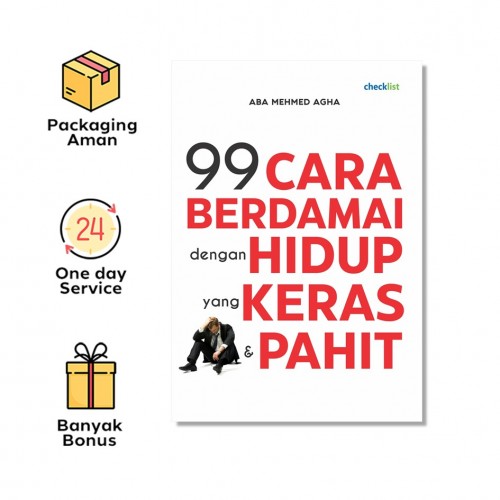 Packaging
Aman
24
One day
Service
Banyak
Bonus
checklist
ABA MEHMED AGHA
99 CARA
BERDAMAI
dengan HIDUP
yang KERAS
& PAHIT